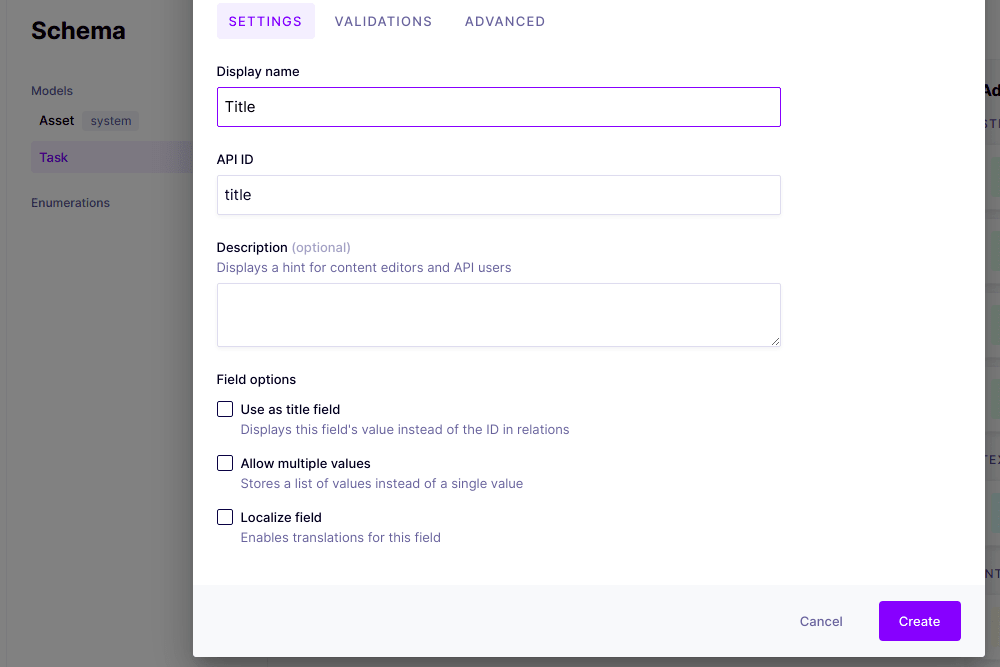 Schema
Models
Asset system
Task
Enumerations
SETTINGS VALIDATIONS ADVANCED
Display name
Title
API ID
title
Description (optional)
Displays a hint for content editors and API users
Field options
Use as title field
Displays this field's value instead of the ID in relations
Allow multiple values
Stores a list of values instead of a single value
Localize field
Enables translations for this field
Cancel Create
Ad